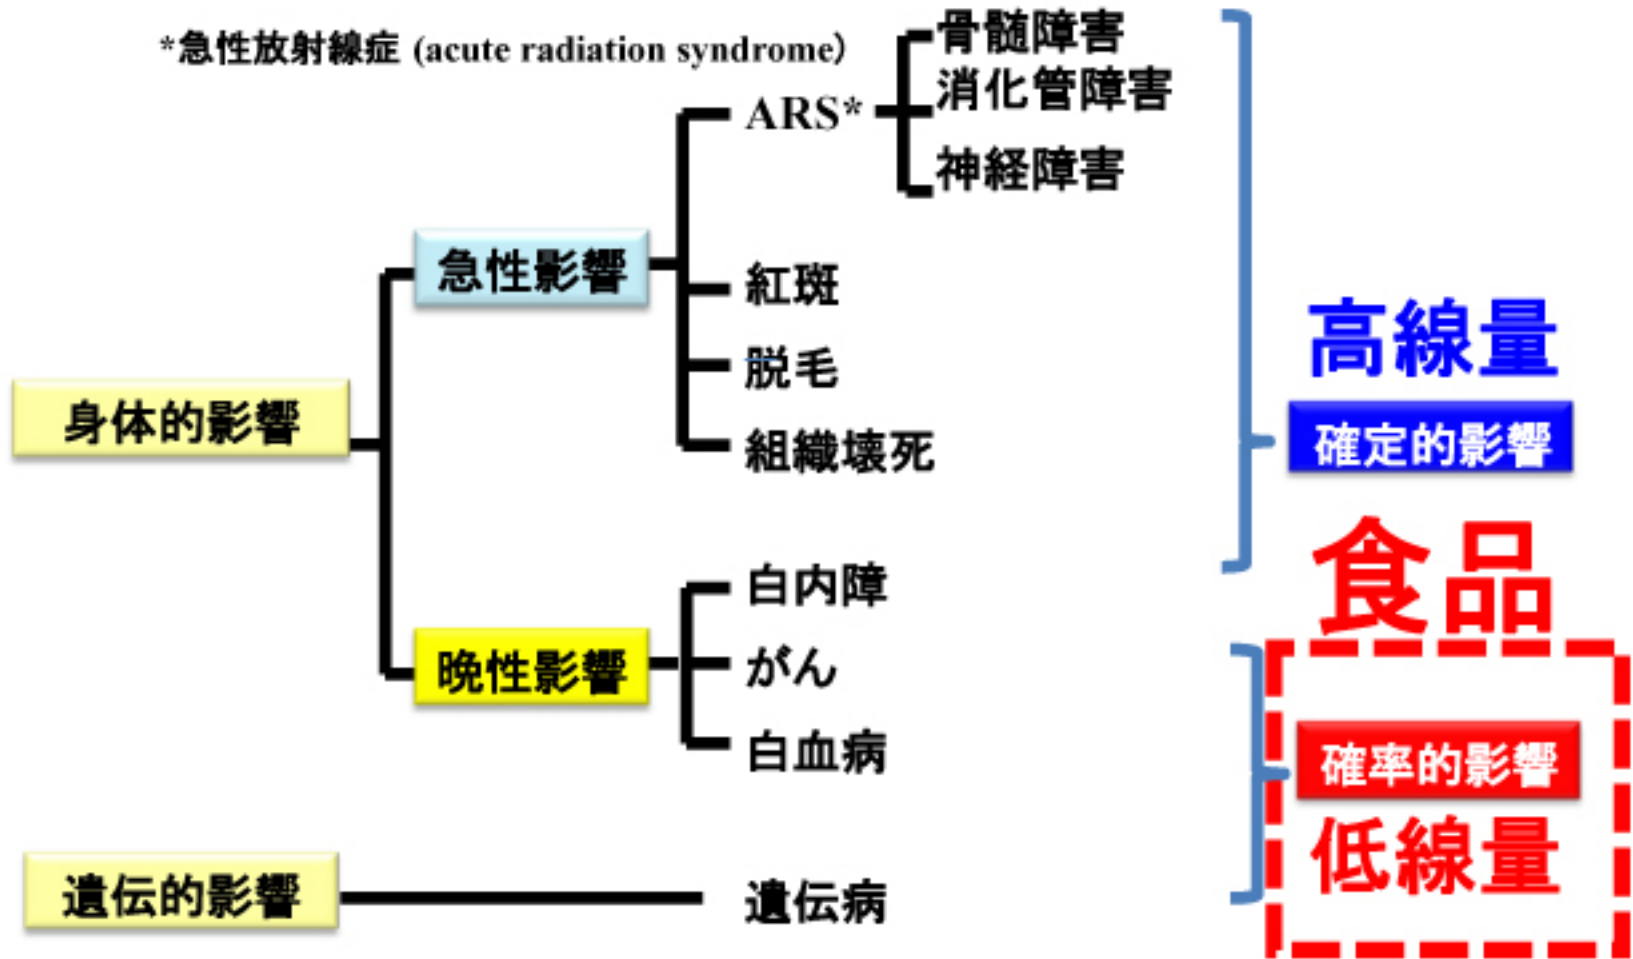 *急性放射線症 (acute radiation syndrome)
骨髄障害
消化管障害
神経障害
ARS*
急性影響
紅斑
脱毛
組織壊死
身体的影響
高線量
確定的影響
食品
白内障
晩性影響
がん
白血病
確率的影響
低線量
遺伝的影響
遺伝病